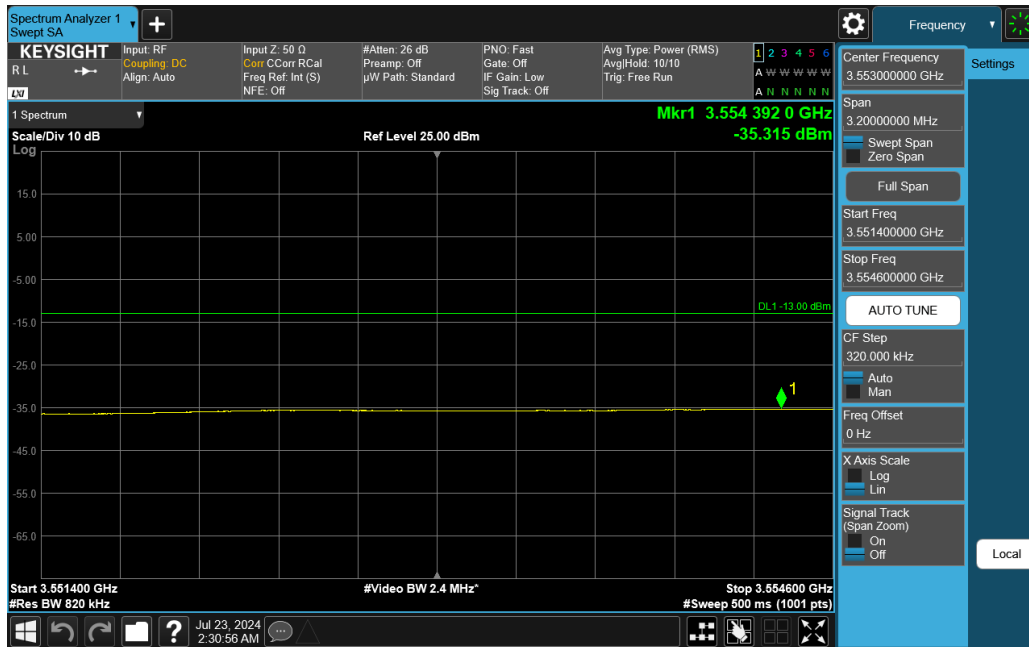 Spectrum Analyzer 1
Swept SA
Frequency
KEYSIGHT
R L
LXI
Input: RF
Coupling: DC
Align: Auto
Input Z: 50 Ω
Corr CCorr RCal
Freq Ref: Int (S)
NFE: Off
#Atten: 26 dB
Preamp: Off
µW Path: Standard
PNO: Fast
Gate: Off
IF Gain: Low
Sig Track: Off
Avg Type: Power (RMS)
Avg|Hold: 10/10
Trig: Free Run
1 2 3 4 5 6
A W W W W W
A N N N N N
1 Spectrum
Scale/Div 10 dB
Log
Ref Level 25.00 dBm
Mkr1 3.554 392 0 GHz
-35.315 dBm
15.0
5.00
-5.00
-15.0
-25.0
-35.0
-45.0
-55.0
-65.0
DL1 -13.00 dBm
1
Start 3.551400 GHz
#Res BW 820 kHz
#Video BW 2.4 MHz*
Stop 3.554600 GHz
#Sweep 500 ms (1001 pts)
Center Frequency
3.553000000 GHz
Span
3.20000000 MHz
Swept Span
Zero Span
Full Span
Start Freq
3.551400000 GHz
Stop Freq
3.554600000 GHz
AUTO TUNE
CF Step
320.000 kHz
Auto
Man
Freq Offset
0 Hz
X Axis Scale
Log
Lin
Signal Track
(Span Zoom)
On
Off
Settings
Local
?
Jul 23, 2024
2:30:56 AM